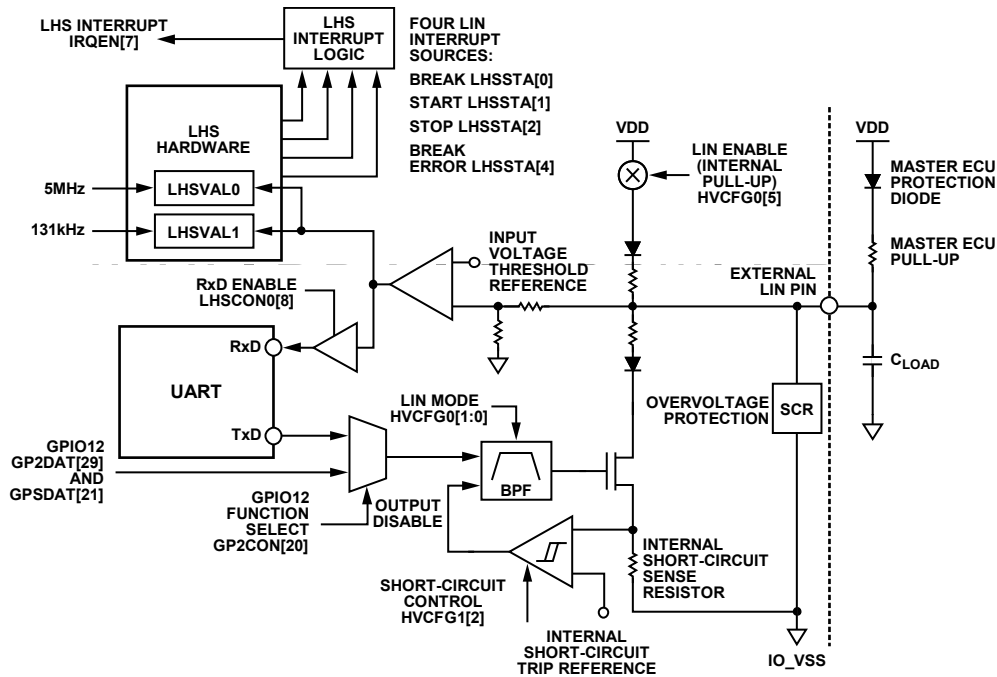 LHS INTERRUPT
IRQEN[7]
LHS
INTERRUPT
LOGIC
FOUR LIN
INTERRUPT
SOURCES:
BREAK LHSSTA[0]
START LHSSTA[1]
STOP LHSSTA[2]
BREAK
ERROR LHSSTA[4]
LHS
HARDWARE
5MHz
LHSVAL0
131kHz
LHSVAL1
VDD
LIN ENABLE
(INTERNAL
PULL-UP)
HVCFG0[5]
VDD
MASTER ECU
PROTECTION
DIODE
MASTER ECU
PULL-UP
INPUT
VOLTAGE
THRESHOLD
REFERENCE
EXTERNAL
LIN PIN
RxD ENABLE
LHSCON0[8]
RxD
UART
TxD
CLOAD
OVERVOLTAGE
PROTECTION
SCR
LIN MODE
HVCFG0[1:0]
BPF
GPIO12
GP2DAT[29]
AND
GPSDAT[21]
GPIO12
FUNCTION
SELECT
GP2CON[20]
OUTPUT
DISABLE
SHORT-CIRCUIT
CONTROL
HVCFG1[2]
INTERNAL
SHORT-CIRCUIT
SENSE
RESISTOR
INTERNAL
SHORT-CIRCUIT
TRIP REFERENCE
IO_VSS